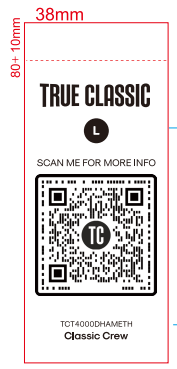 38mm
80+ 10mm
TRUE CLASSIC
L
SCAN ME FOR MORE INFO
TC
TCT4000DHAMETH
Classic Crew